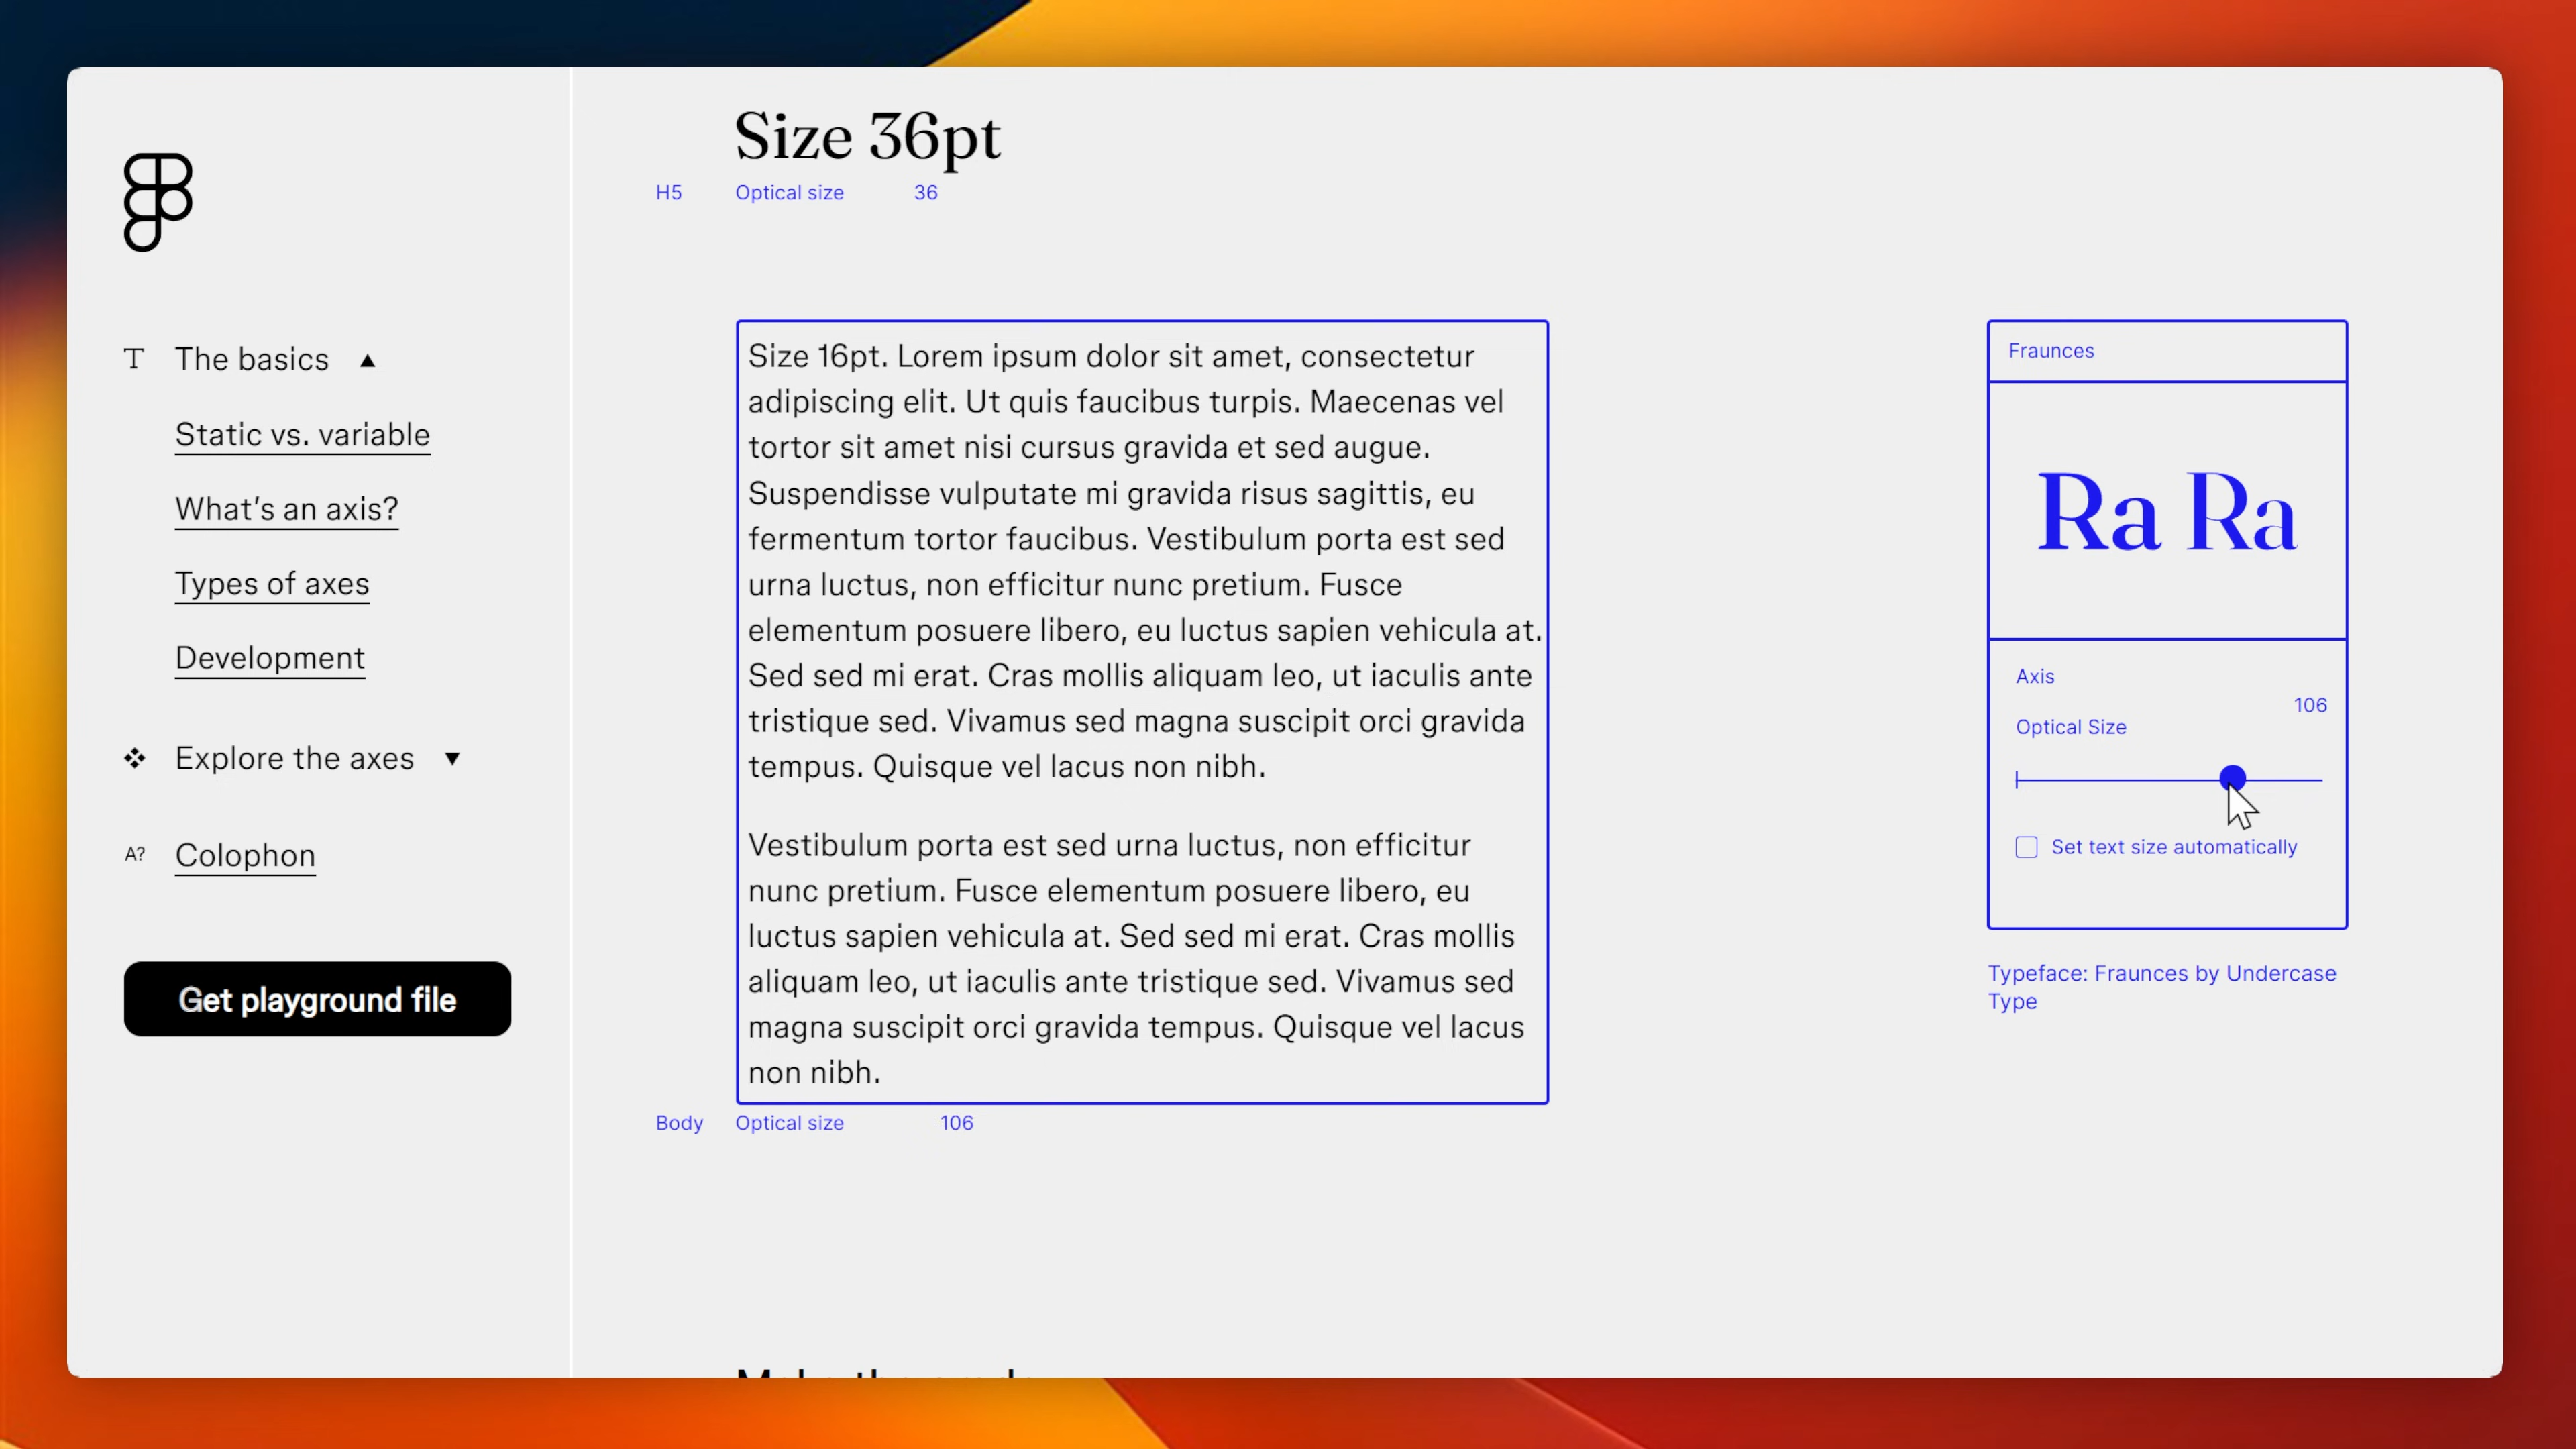 Size 36pt
H5 Optical size 36
T The basics ▲
Static vs. variable
What's an axis?
Types of axes
Development
Explore the axes ▼
A? Colophon
Get playground file
Size 16pt. Lorem ipsum dolor sit amet, consectetur
adipiscing elit. Ut quis faucibus turpis. Maecenas vel
tortor sit amet nisi cursus gravida et sed augue.
Suspendisse vulputate mi gravida risus sagittis, eu
fermentum tortor faucibus. Vestibulum porta est sed
urna luctus, non efficitur nunc pretium. Fusce
elementum posuere libero, eu luctus sapien vehicula at.
Sed sed mi erat. Cras mollis aliquam leo, ut iaculis ante
tristique sed. Vivamus sed magna suscipit orci gravida
tempus. Quisque vel lacus non nibh.
Vestibulum porta est sed urna luctus, non efficitur
nunc pretium. Fusce elementum posuere libero, eu
luctus sapien vehicula at. Sed sed mi erat. Cras mollis
aliquam leo, ut iaculis ante tristique sed. Vivamus sed
magna suscipit orci gravida tempus. Quisque vel lacus
non nibh.
Body Optical size 106
Fraunces
Ra Ra
Axis
106
Optical Size
Set text size automatically
Typeface: Fraunces by Undercase
Type